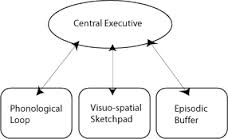 Central Executive
Phonological
Loop
Visuo-spatial
Sketchpad
Episodic
Buffer